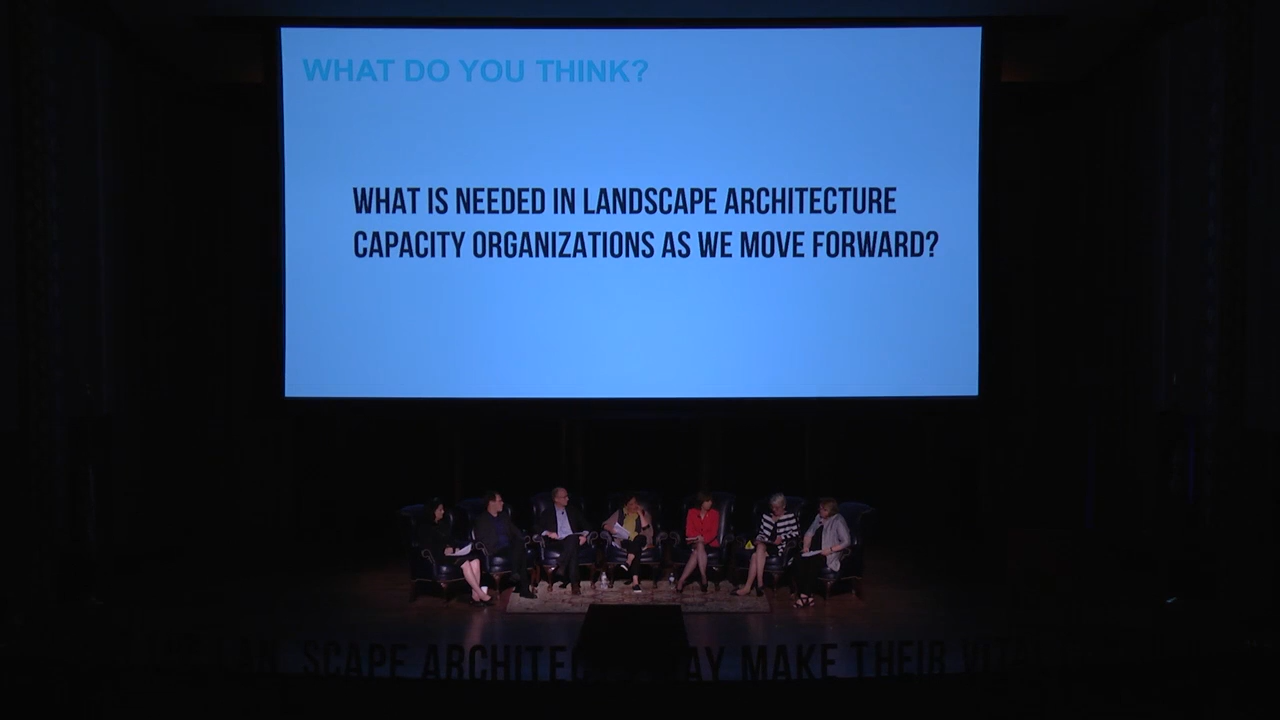 WHAT DO YOU THINK?
WHAT IS NEEDED IN LANDSCAPE ARCHITECTURE
CAPACITY ORGANIZATIONS AS WE MOVE FORWARD?
SCAPE ARCHITEC AY MAKE THEIR